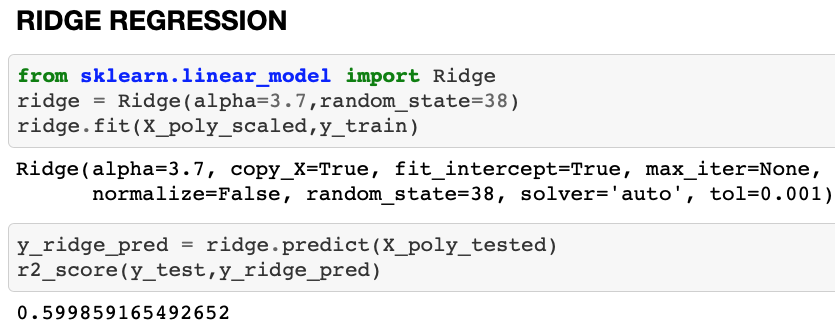 RIDGE REGRESSION
from sklearn.linear_model import Ridge
ridge = Ridge(alpha=3.7,random_state=38)
ridge.fit(X_poly_scaled,y_train)
Ridge(alpha=3.7, copy_X=True, fit_intercept=True, max_iter=None,
normalize=False, random_state=38, solver='auto', tol=0.001)
y_ridge_pred = ridge.predict(X_poly_tested)
r2_score(y_test,y_ridge_pred)
0.599859165492652